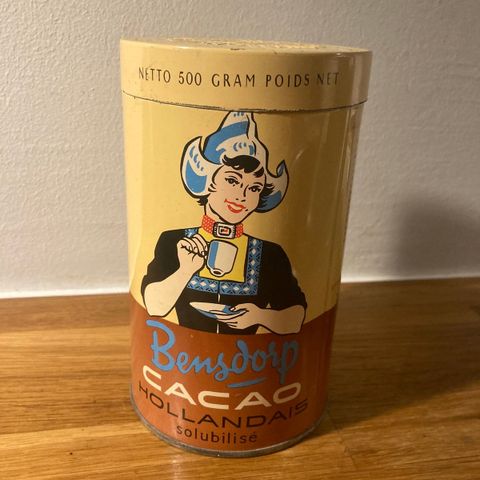 NETTO 500 GRAM POIDS NET
Bensdorp
CACAO
HOLLANDAIS
solubilisé